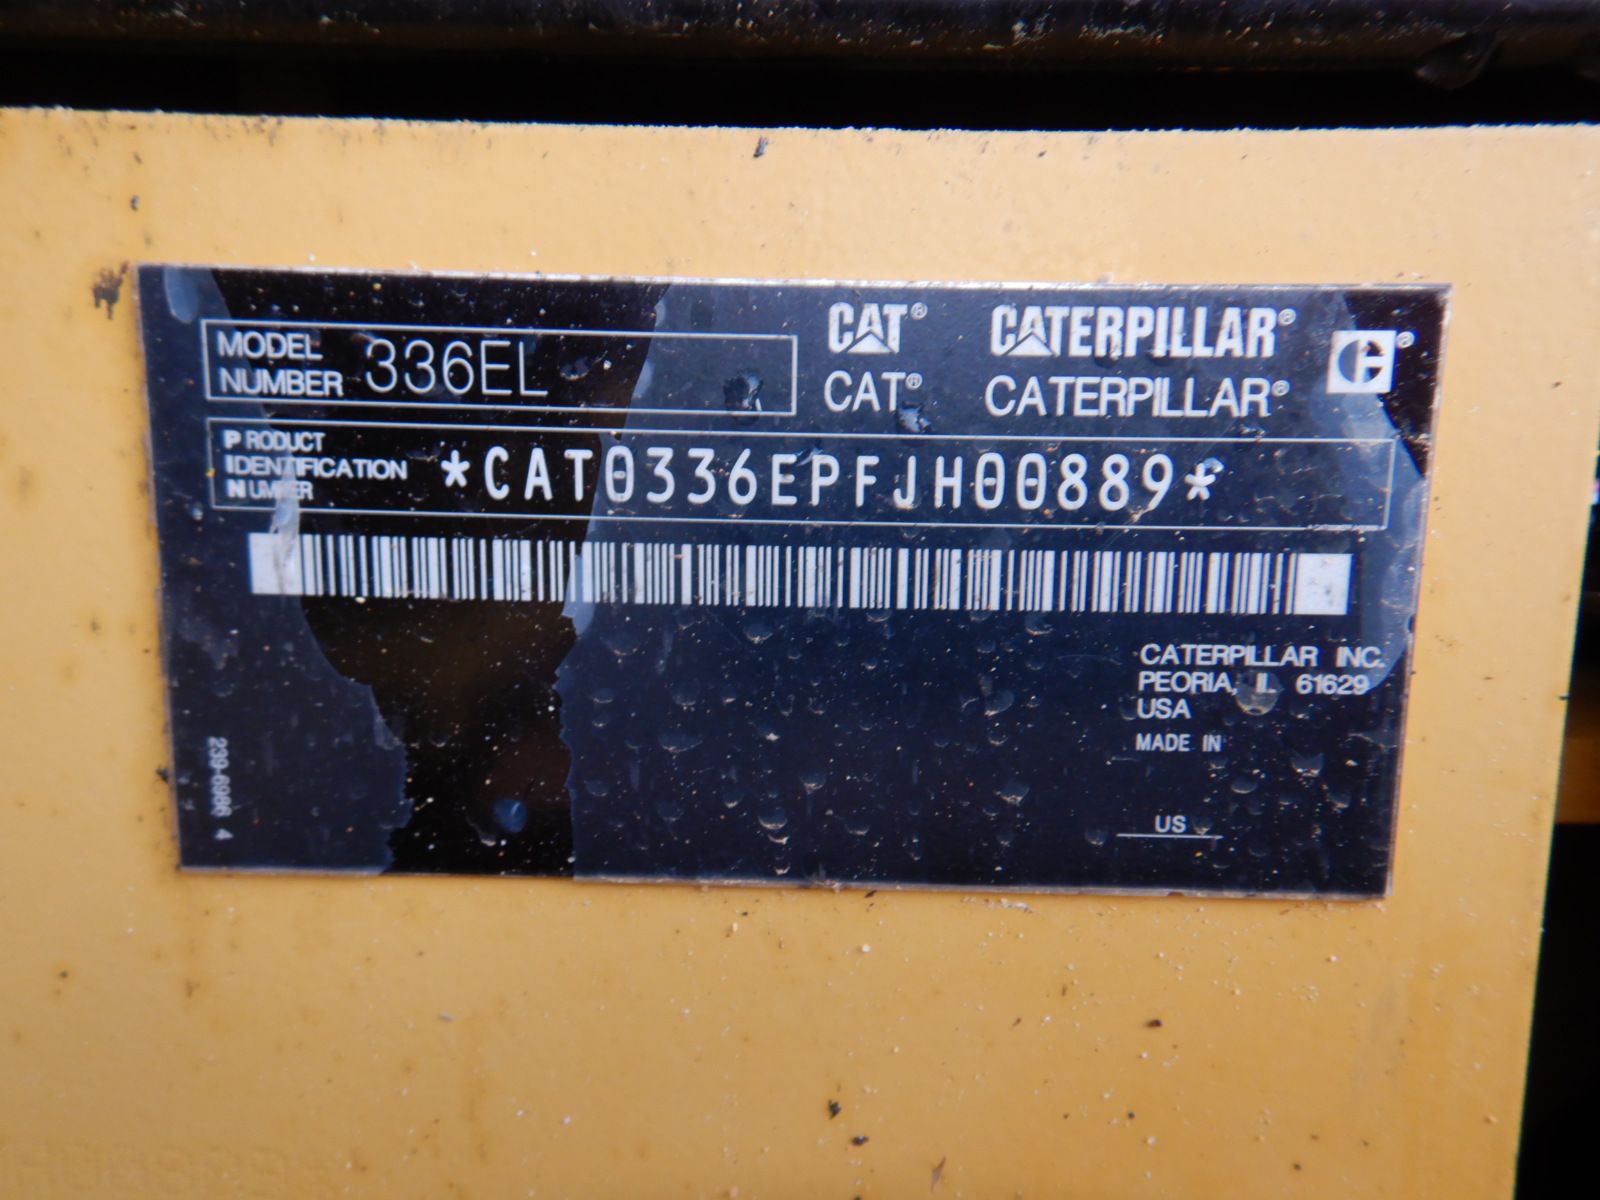 MODEL
NUMBER 336EL
CAT® CATERPILLAR®
CAT® CATERPILLAR®
PRODUCT
IDENTIFICATION
NUMBER
*CAT0336EPFJH00889*
CATERPILLAR INC.
PEORIA, IL 61629
USA
MADE IN
US